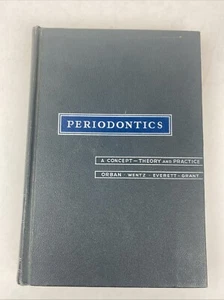 PERIODONTICS
A CONCEPT — THEORY AND PRACTICE
ORBAN · WENTZ · EVERETT · GRANT